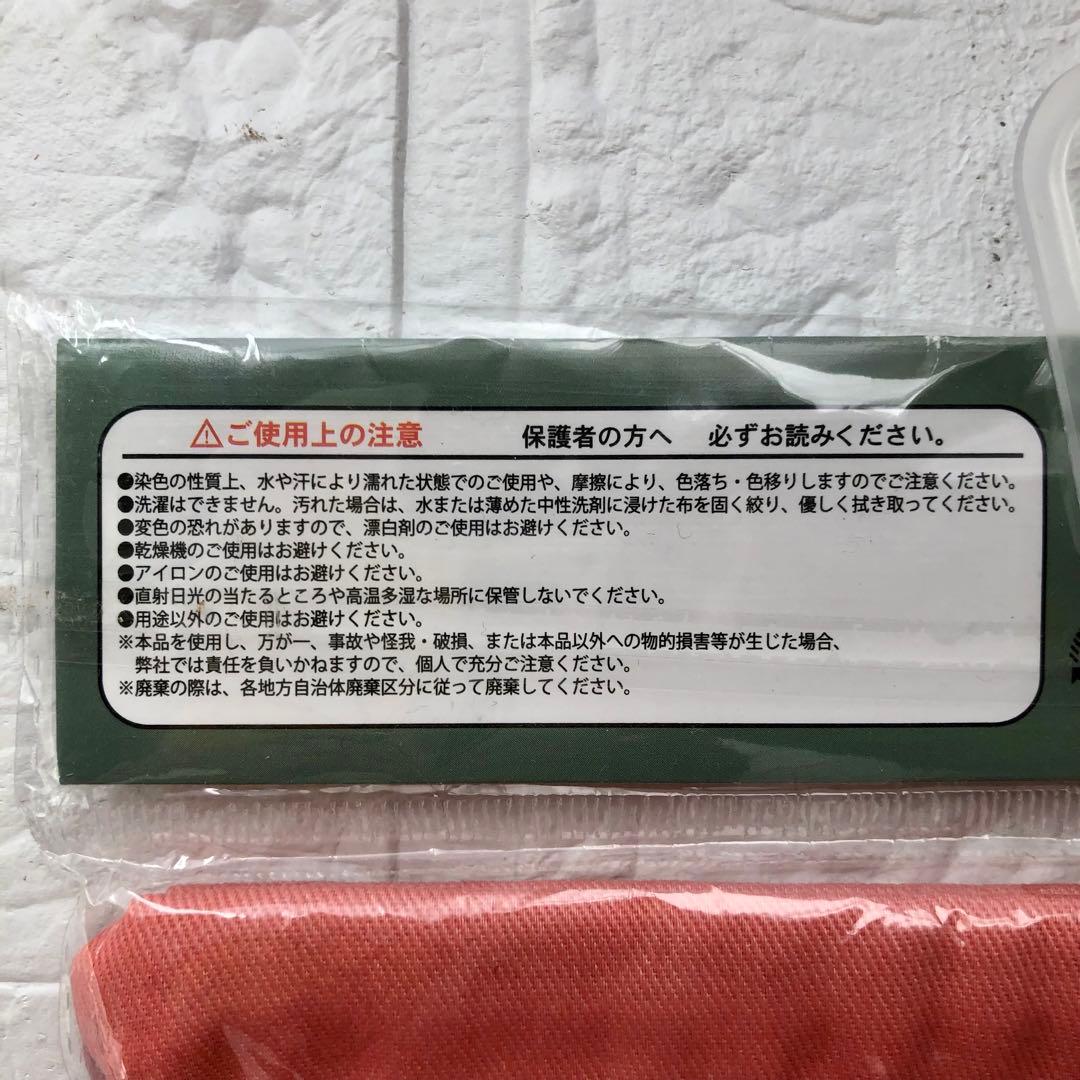 ⚠ご使用上の注意 保護者の方へ 必ずお読みください。
●染色の性質上、水や汗により濡れた状態でのご使用や、摩擦により、色落ち・色移りしますのでご注意ください。
●洗濯はできません。汚れた場合は、水または薄めた中性洗剤に浸けた布を固く絞り、優しく拭き取ってください。
●変色の恐れがありますので、漂白剤のご使用はお避けください。
●乾燥機のご使用はお避けください。
●アイロンのご使用はお避けください。
●直射日光の当たるところや高温多湿な場所に保管しないでください。
●用途以外のご使用はお避けください。
※本品を使用し、万が一、事故や怪我・破損、または本品以外への物的損害等が生じた場合、
弊社では責任を負いかねますので、個人で充分ご注意ください。
※廃棄の際は、各地方自治体廃棄区分に従って廃棄してください。